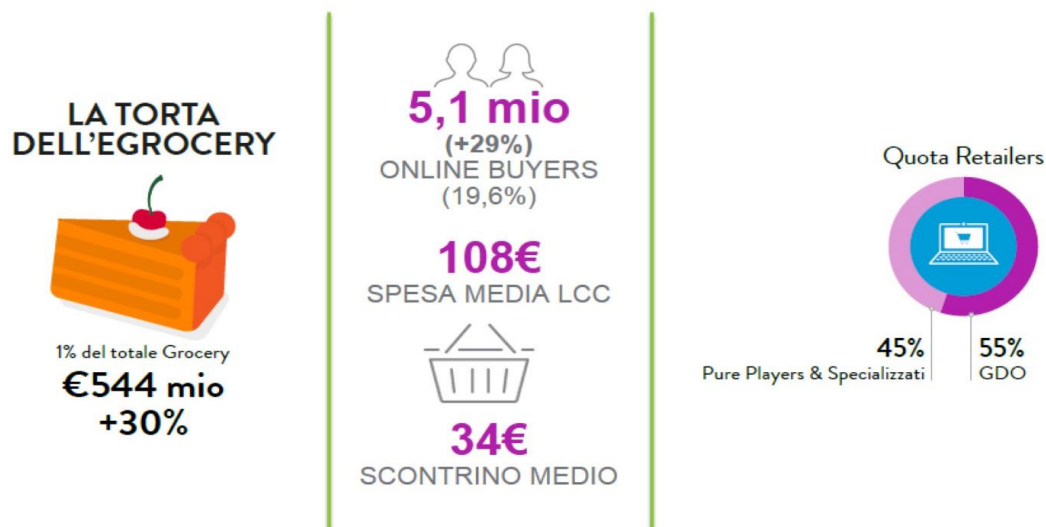 LA TORTA
DELL'EGROCERY
1% del totale Grocery
€544 mio
+30%
5,1 mio
(+29%)
ONLINE BUYERS
(19,6%)
108€
SPESA MEDIA LCC
34€
SCONTRINO MEDIO
Quota Retailers
45%
Pure Players & Specializzati
55%
GDO